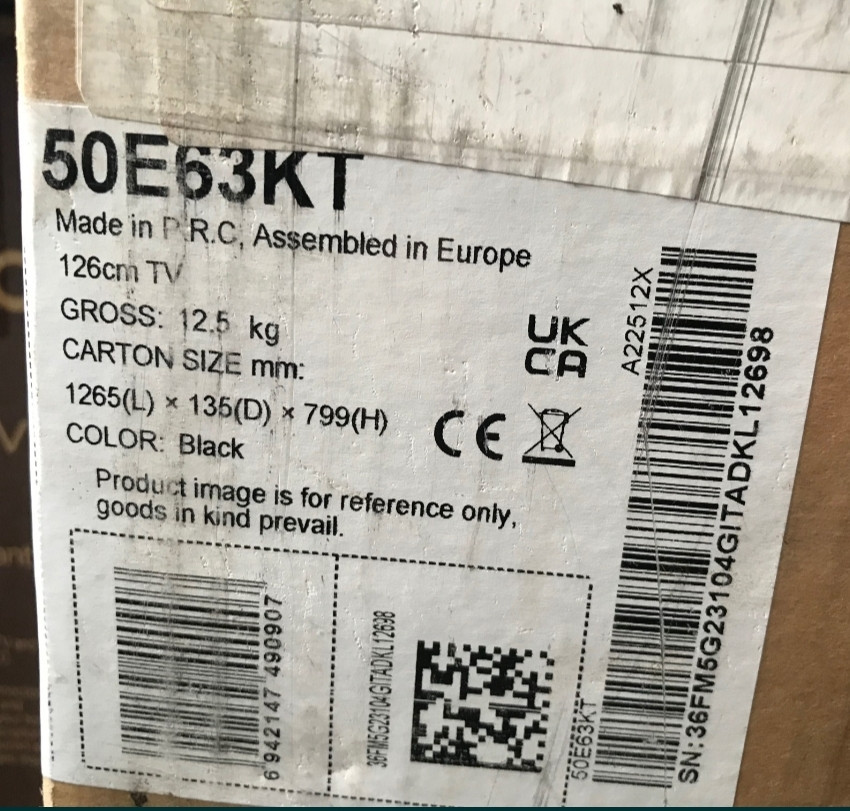 50E63KT
Made in P.R.C, Assembled in Europe
126cm TV
GROSS: 12.5 kg
CARTON SIZE mm:
1265(L) × 135(D) × 799(H)
COLOR: Black
Product image is for reference only,
goods in kind prevail.
UK
CA
CE
A22512X
SN:36FM5G23104GITADKL12698
6 942147 490907
36FM5G23104GITADKL12698
50E63KT